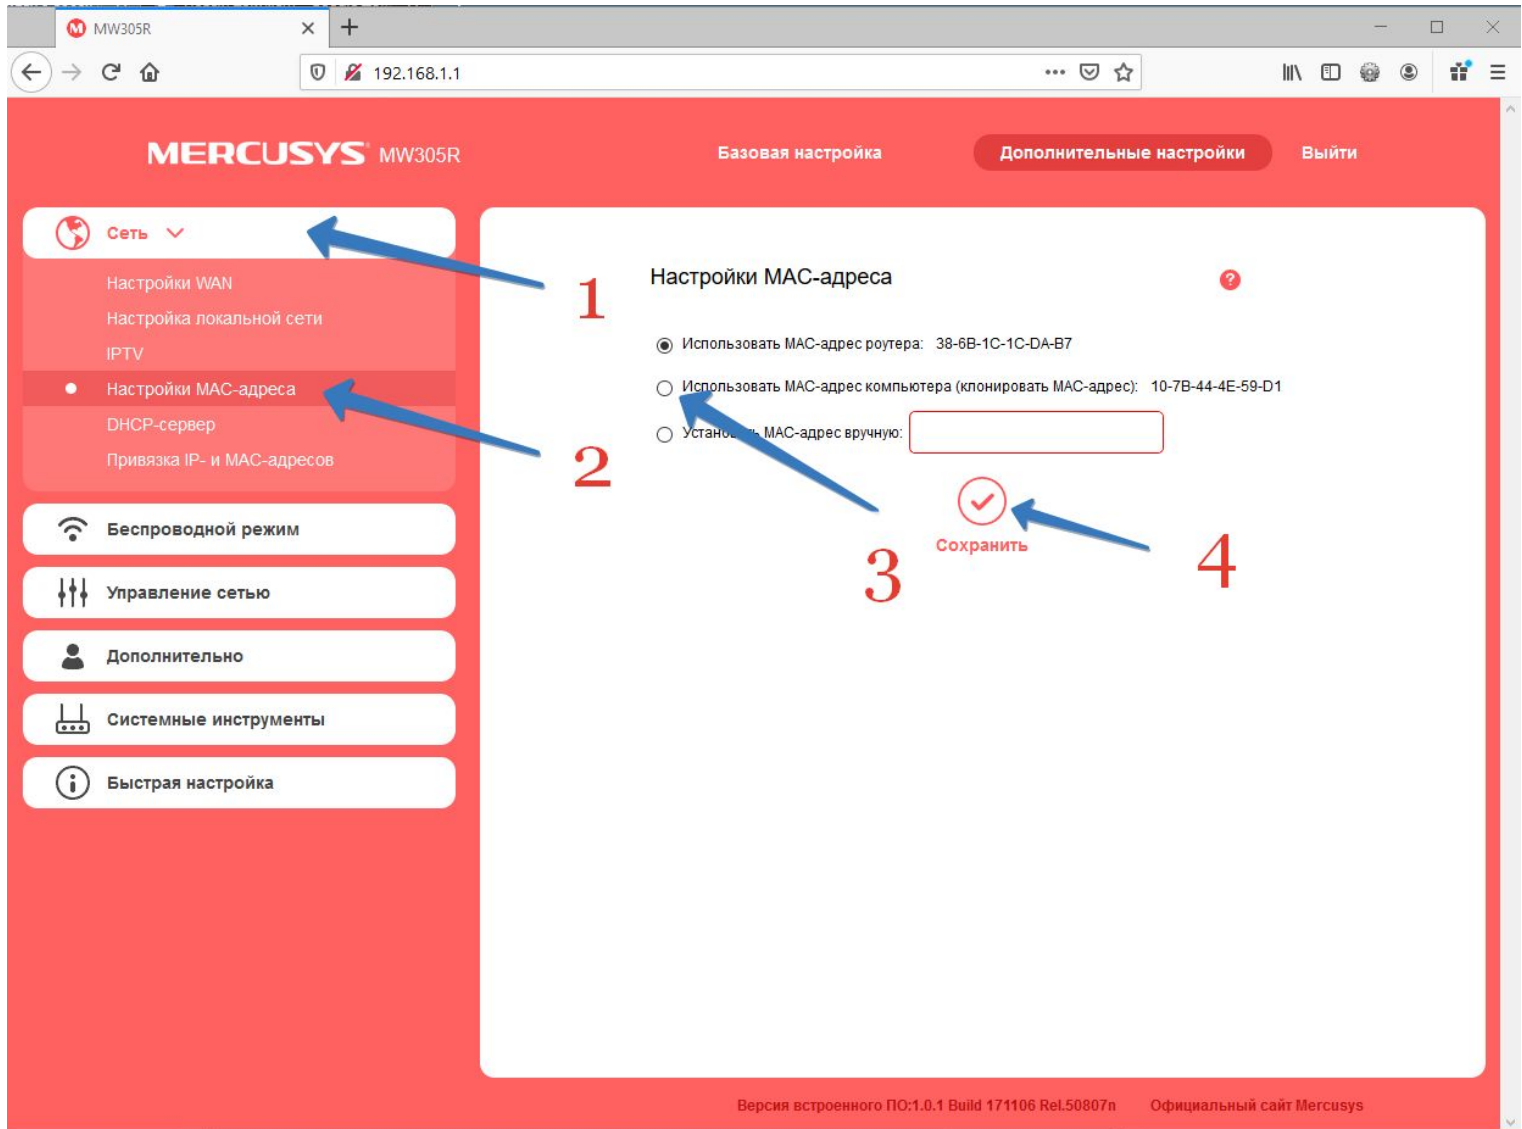 MW305R
192.168.1.1
MERCUSYS MW305R
Базовая настройка
Дополнительные настройки
Выйти
Сеть
Настройки WAN
Настройка локальной сети
IPTV
Настройки MAC-адреса
DHCP-сервер
Привязка IP- и MAC-адресов
Беспроводной режим
Управление сетью
Дополнительно
Системные инструменты
Быстрая настройка
1
2
Настройки MAC-адреса
Использовать MAC-адрес роутера: 38-6B-1C-1C-DA-B7
Использовать MAC-адрес компьютера (клонировать MAC-адрес): 10-7B-44-4E-59-D1
Установить MAC-адрес вручную:
Сохранить
3
4
Версия встроенного ПО:1.0.1 Build 171106 Rel.50807n
Официальный сайт Mercusys